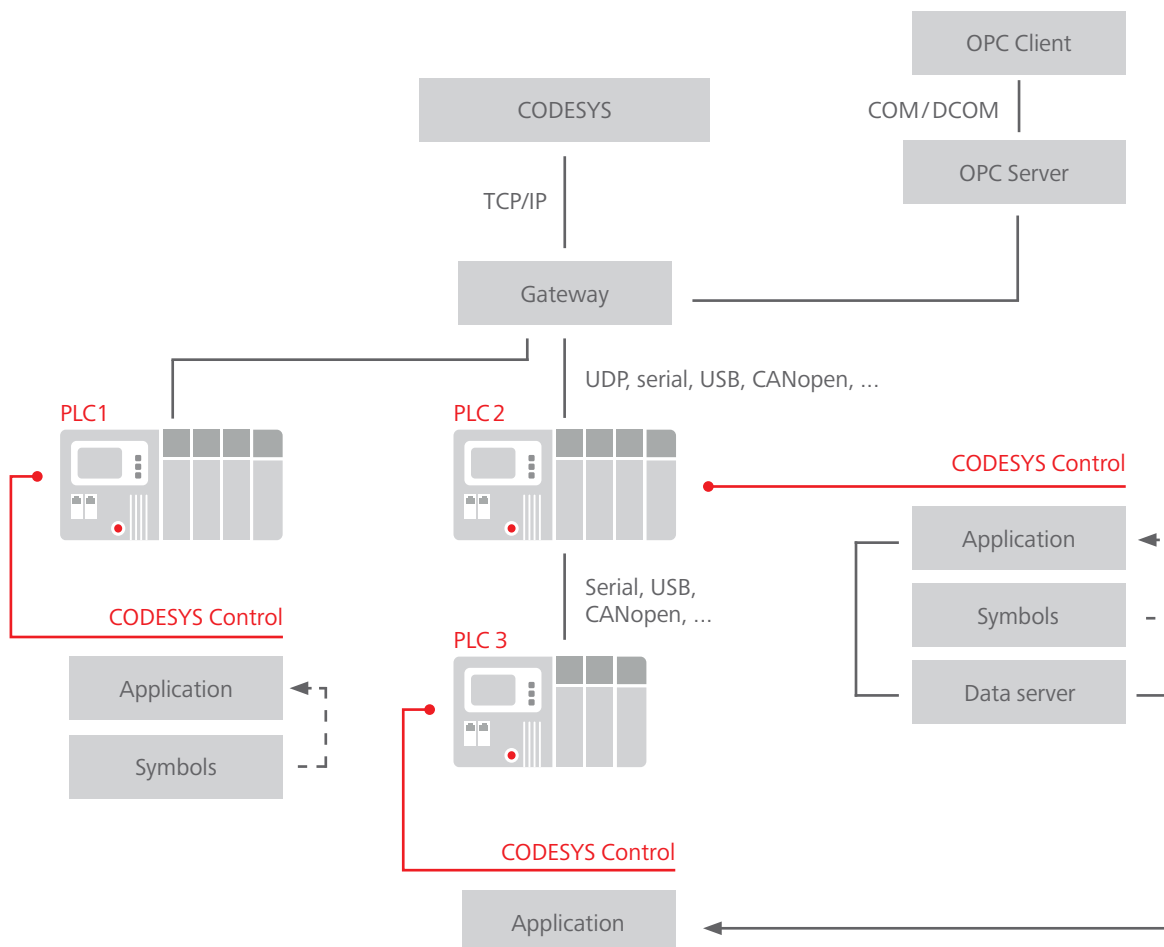 OPC Client
CODESYS
COM/DCOM
OPC Server
TCP/IP
Gateway
UDP, serial, USB, CANopen, ...
PLC1
PLC 2
CODESYS Control
Application
Serial, USB,
CANopen, ...
Symbols
CODESYS Control
PLC 3
Application
Data server
Symbols
CODESYS Control
Application